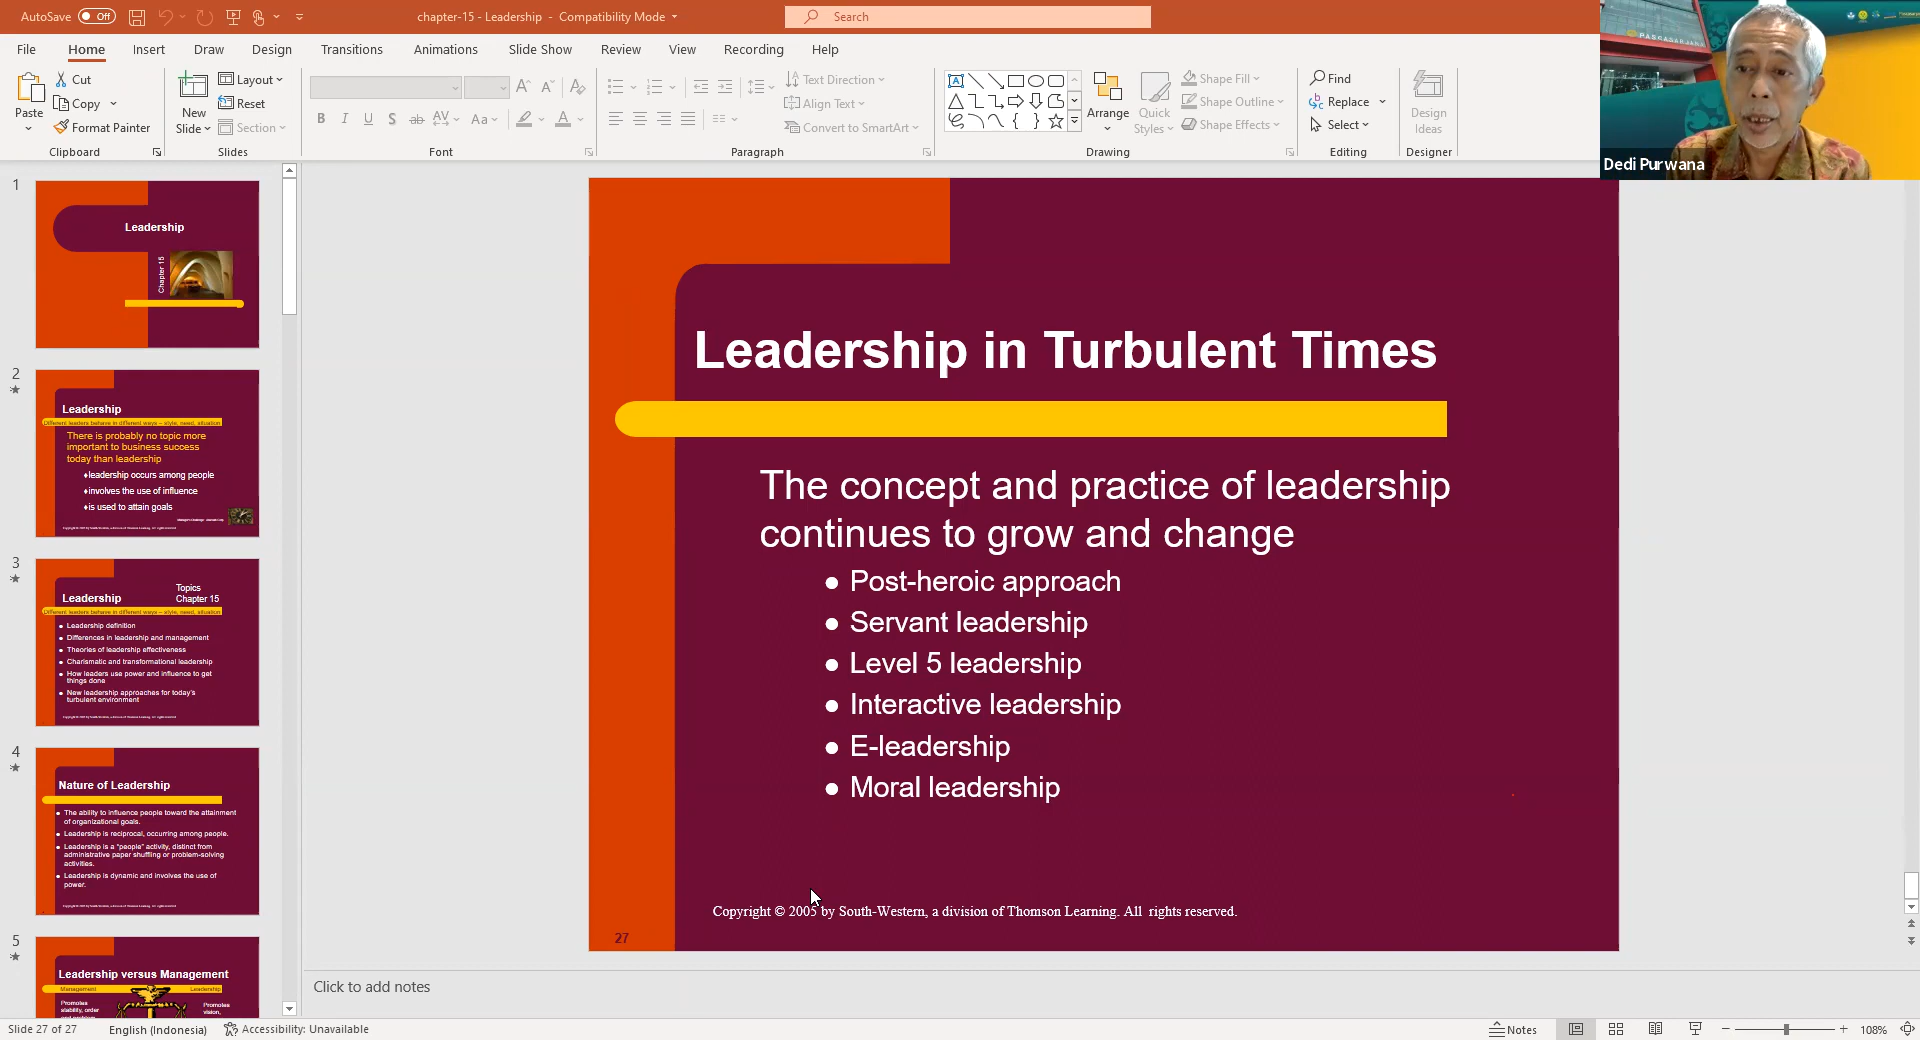 AutoSave Off
chapter-15 - Leadership - Compatibility Mode
Search
File Home Insert Draw Design Transitions Animations Slide Show Review View Recording Help
Paste
Cut
Copy
Format Painter
Clipboard
New Slide
Layout
Reset
Section
Slides
Font
Text Direction
Align Text
Convert to SmartArt
Paragraph
Arrange
Quick Styles
Shape Fill
Shape Outline
Shape Effects
Drawing
Find
Replace
Select
Editing
Design Ideas
Designer
Dedi Purwana
1
Leadership
Chapter 15
2
Leadership
Different leaders behave in different ways – style, need, situation
There is probably no topic more
important to business success
today than leadership
♦leadership occurs among people
♦involves the use of influence
♦is used to attain goals
3
Topics
Chapter 15
Leadership
Different leaders behave in different ways – style, need, situation
● Leadership definition
● Differences in leadership and management
● Theories of leadership effectiveness
● Charismatic and transformational leadership
● How leaders use power and influence to get
things done
● New leadership approaches for today's
turbulent environment
4
Nature of Leadership
● The ability to influence people toward the attainment
of organizational goals.
● Leadership is reciprocal, occurring among people.
● Leadership is a "people" activity, distinct from
administrative paper shuffling or problem-solving
activities.
● Leadership is dynamic and involves the use of
power.
5
Leadership versus Management
Management Leadership
Promotes
stability, order
Promotes
vision,
Leadership in Turbulent Times
The concept and practice of leadership
continues to grow and change
● Post-heroic approach
● Servant leadership
● Level 5 leadership
● Interactive leadership
● E-leadership
● Moral leadership
Copyright © 2005 by South-Western, a division of Thomson Learning. All rights reserved.
27
Click to add notes
Slide 27 of 27
English (Indonesia)
Accessibility: Unavailable
Notes
108%